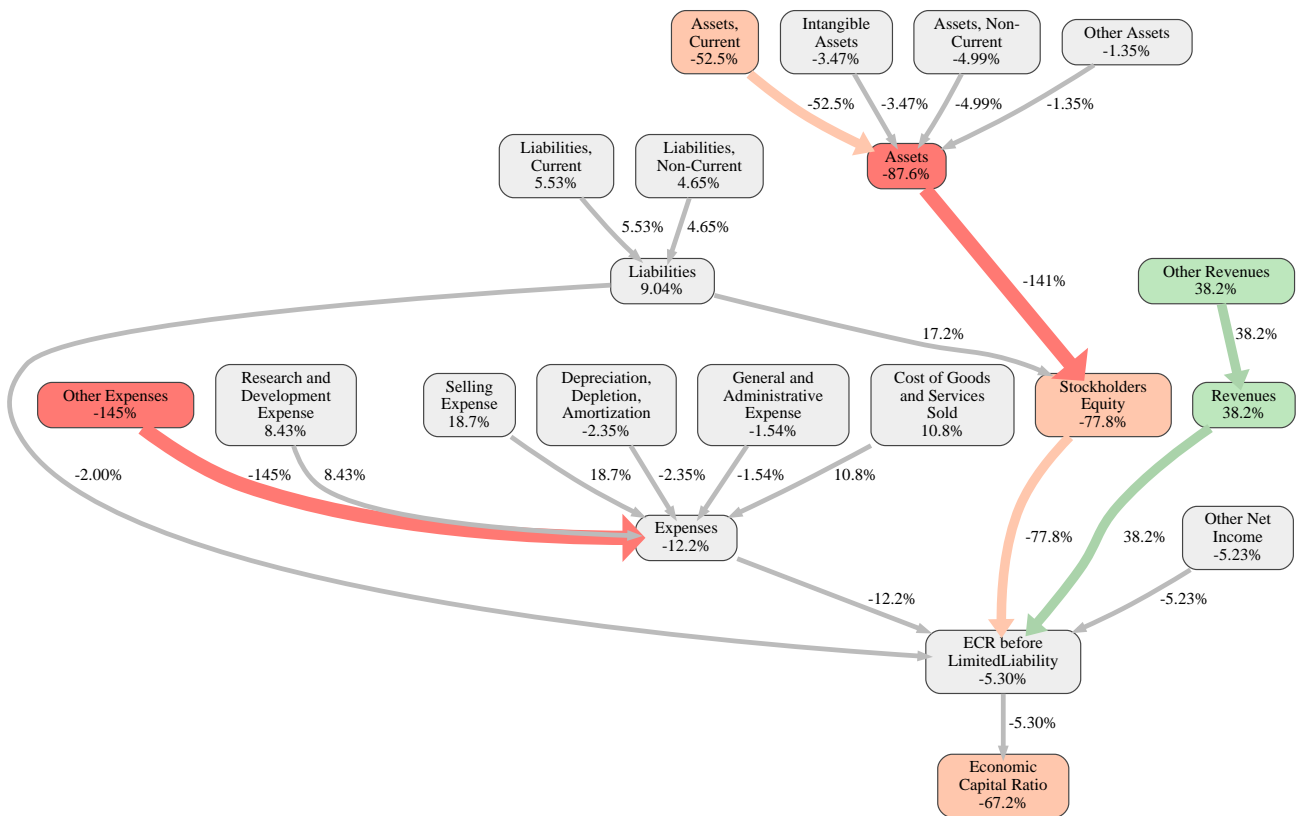 Assets,
Current
-52.5%
Intangible
Assets
-3.47%
Assets, Non-
Current
-4.99%
Other Assets
-1.35%
-52.5%
-3.47%
-4.99%
-1.35%
Liabilities,
Current
5.53%
Liabilities,
Non-Current
4.65%
Assets
-87.6%
5.53%
4.65%
Liabilities
9.04%
-141%
Other Revenues
38.2%
17.2%
38.2%
Other Expenses
-145%
Research and
Development
Expense
8.43%
Selling
Expense
18.7%
Depreciation,
Depletion,
Amortization
-2.35%
General and
Administrative
Expense
-1.54%
Cost of Goods
and Services
Sold
10.8%
Stockholders
Equity
-77.8%
Revenues
38.2%
-2.00%
-145%
8.43%
18.7%
-2.35%
-1.54%
10.8%
Expenses
-12.2%
-77.8%
38.2%
Other Net
Income
-5.23%
-12.2%
-5.23%
ECR before
LimitedLiability
-5.30%
-5.30%
Economic
Capital Ratio
-67.2%